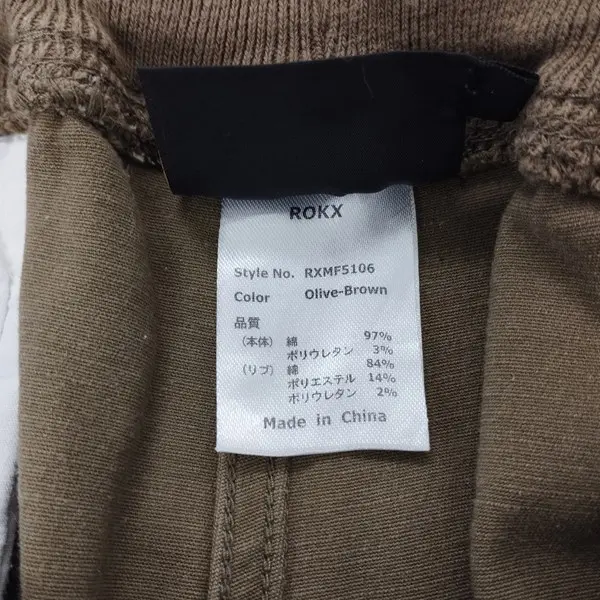 ROKX
Style No. RXMF5106
Color Olive-Brown
品質
(本体) 綿 97%
ポリウレタン 3%
(リブ) 綿 84%
ポリエステル 14%
ポリウレタン 2%
Made in China